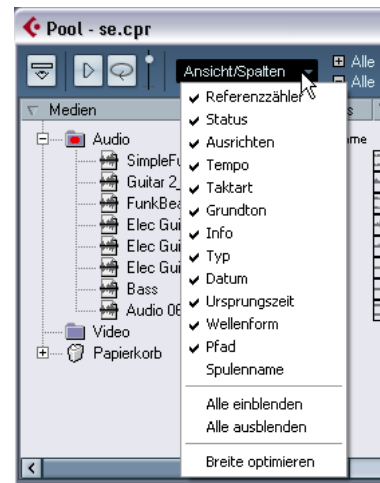 Pool - se.cpr
Ansicht/Spalten
Alle
Alle
Medien
s
Audio
me
SimpleFu
Guitar 2_
FunkBea
Elec Gui
Elec Gui
Elec Gui
Bass
Audio 06
Video
Papierkorb
Referenzzähler
Status
Ausrichten
Tempo
Taktart
Grundton
Info
Typ
Datum
Ursprungszeit
Wellenform
Pfad
Spulenname
Alle einblenden
Alle ausblenden
Breite optimieren